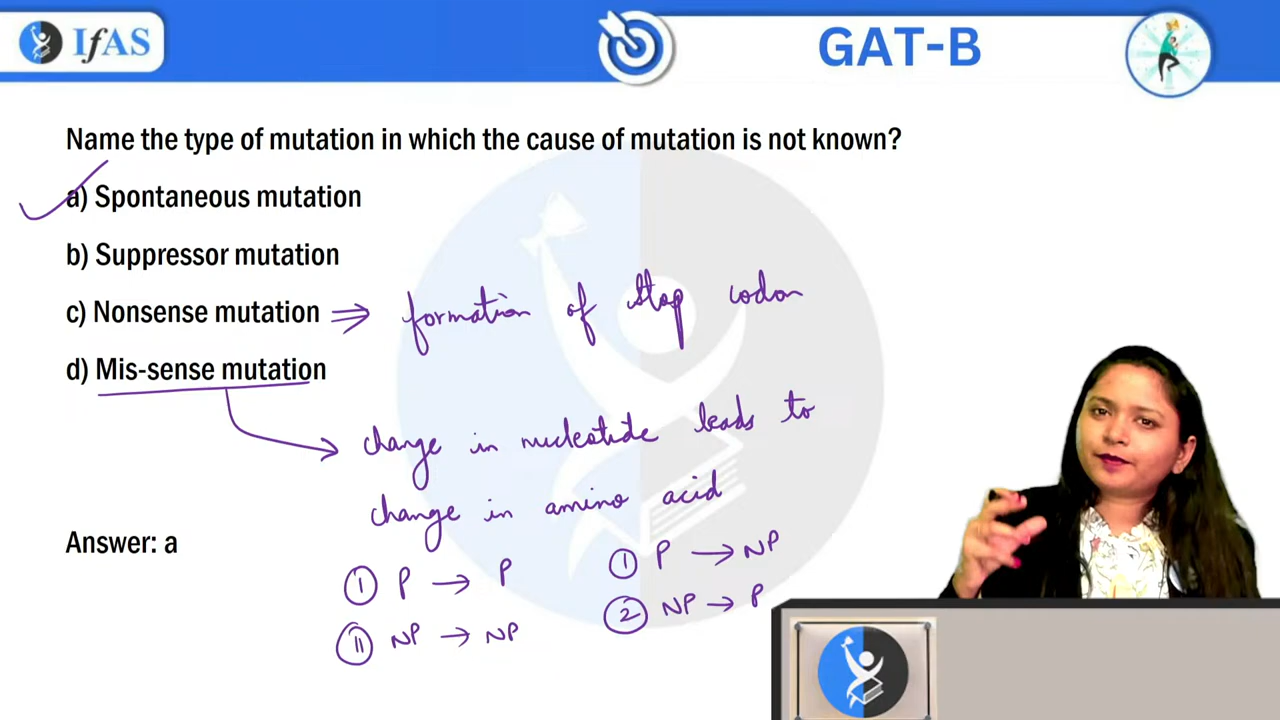 IfAS
GAT-B
Name the type of mutation in which the cause of mutation is not known?
a) Spontaneous mutation
b) Suppressor mutation
c) Nonsense mutation ⇒ formation of stop codon
d) Mis-sense mutation
change in nucleotide leads to
change in amino acid
Answer: a
① P → P
① P → NP
② NP → P
Ⅱ NP → NP